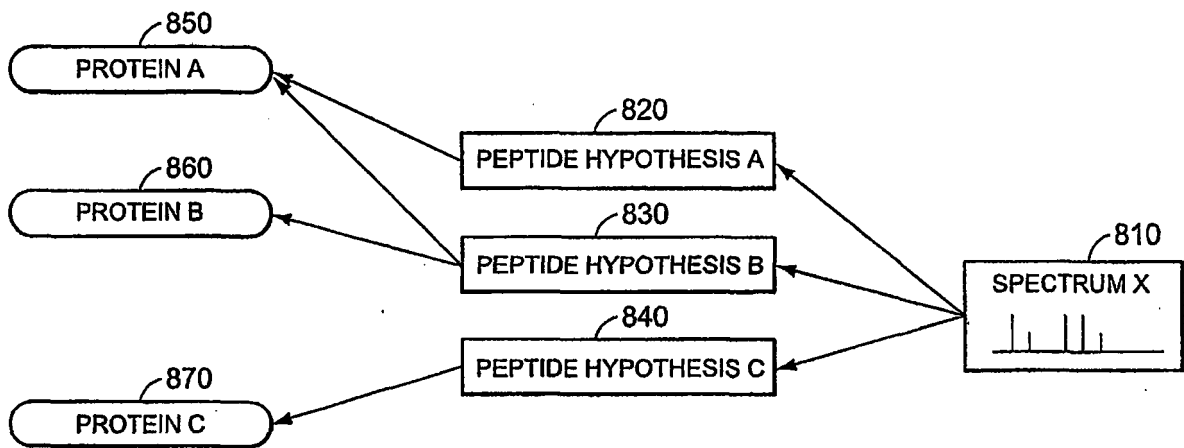 850
PROTEIN A
820
PEPTIDE HYPOTHESIS A
860
PROTEIN B
830
PEPTIDE HYPOTHESIS B
810
SPECTRUM X
840
PEPTIDE HYPOTHESIS C
870
PROTEIN C